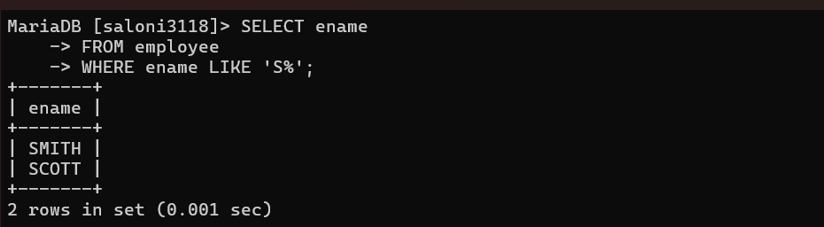 MariaDB [saloni3118]> SELECT ename
    -> FROM employee
    -> WHERE ename LIKE 'S%';
+-------+
| ename |
+-------+
| SMITH |
| SCOTT |
+-------+
2 rows in set (0.001 sec)